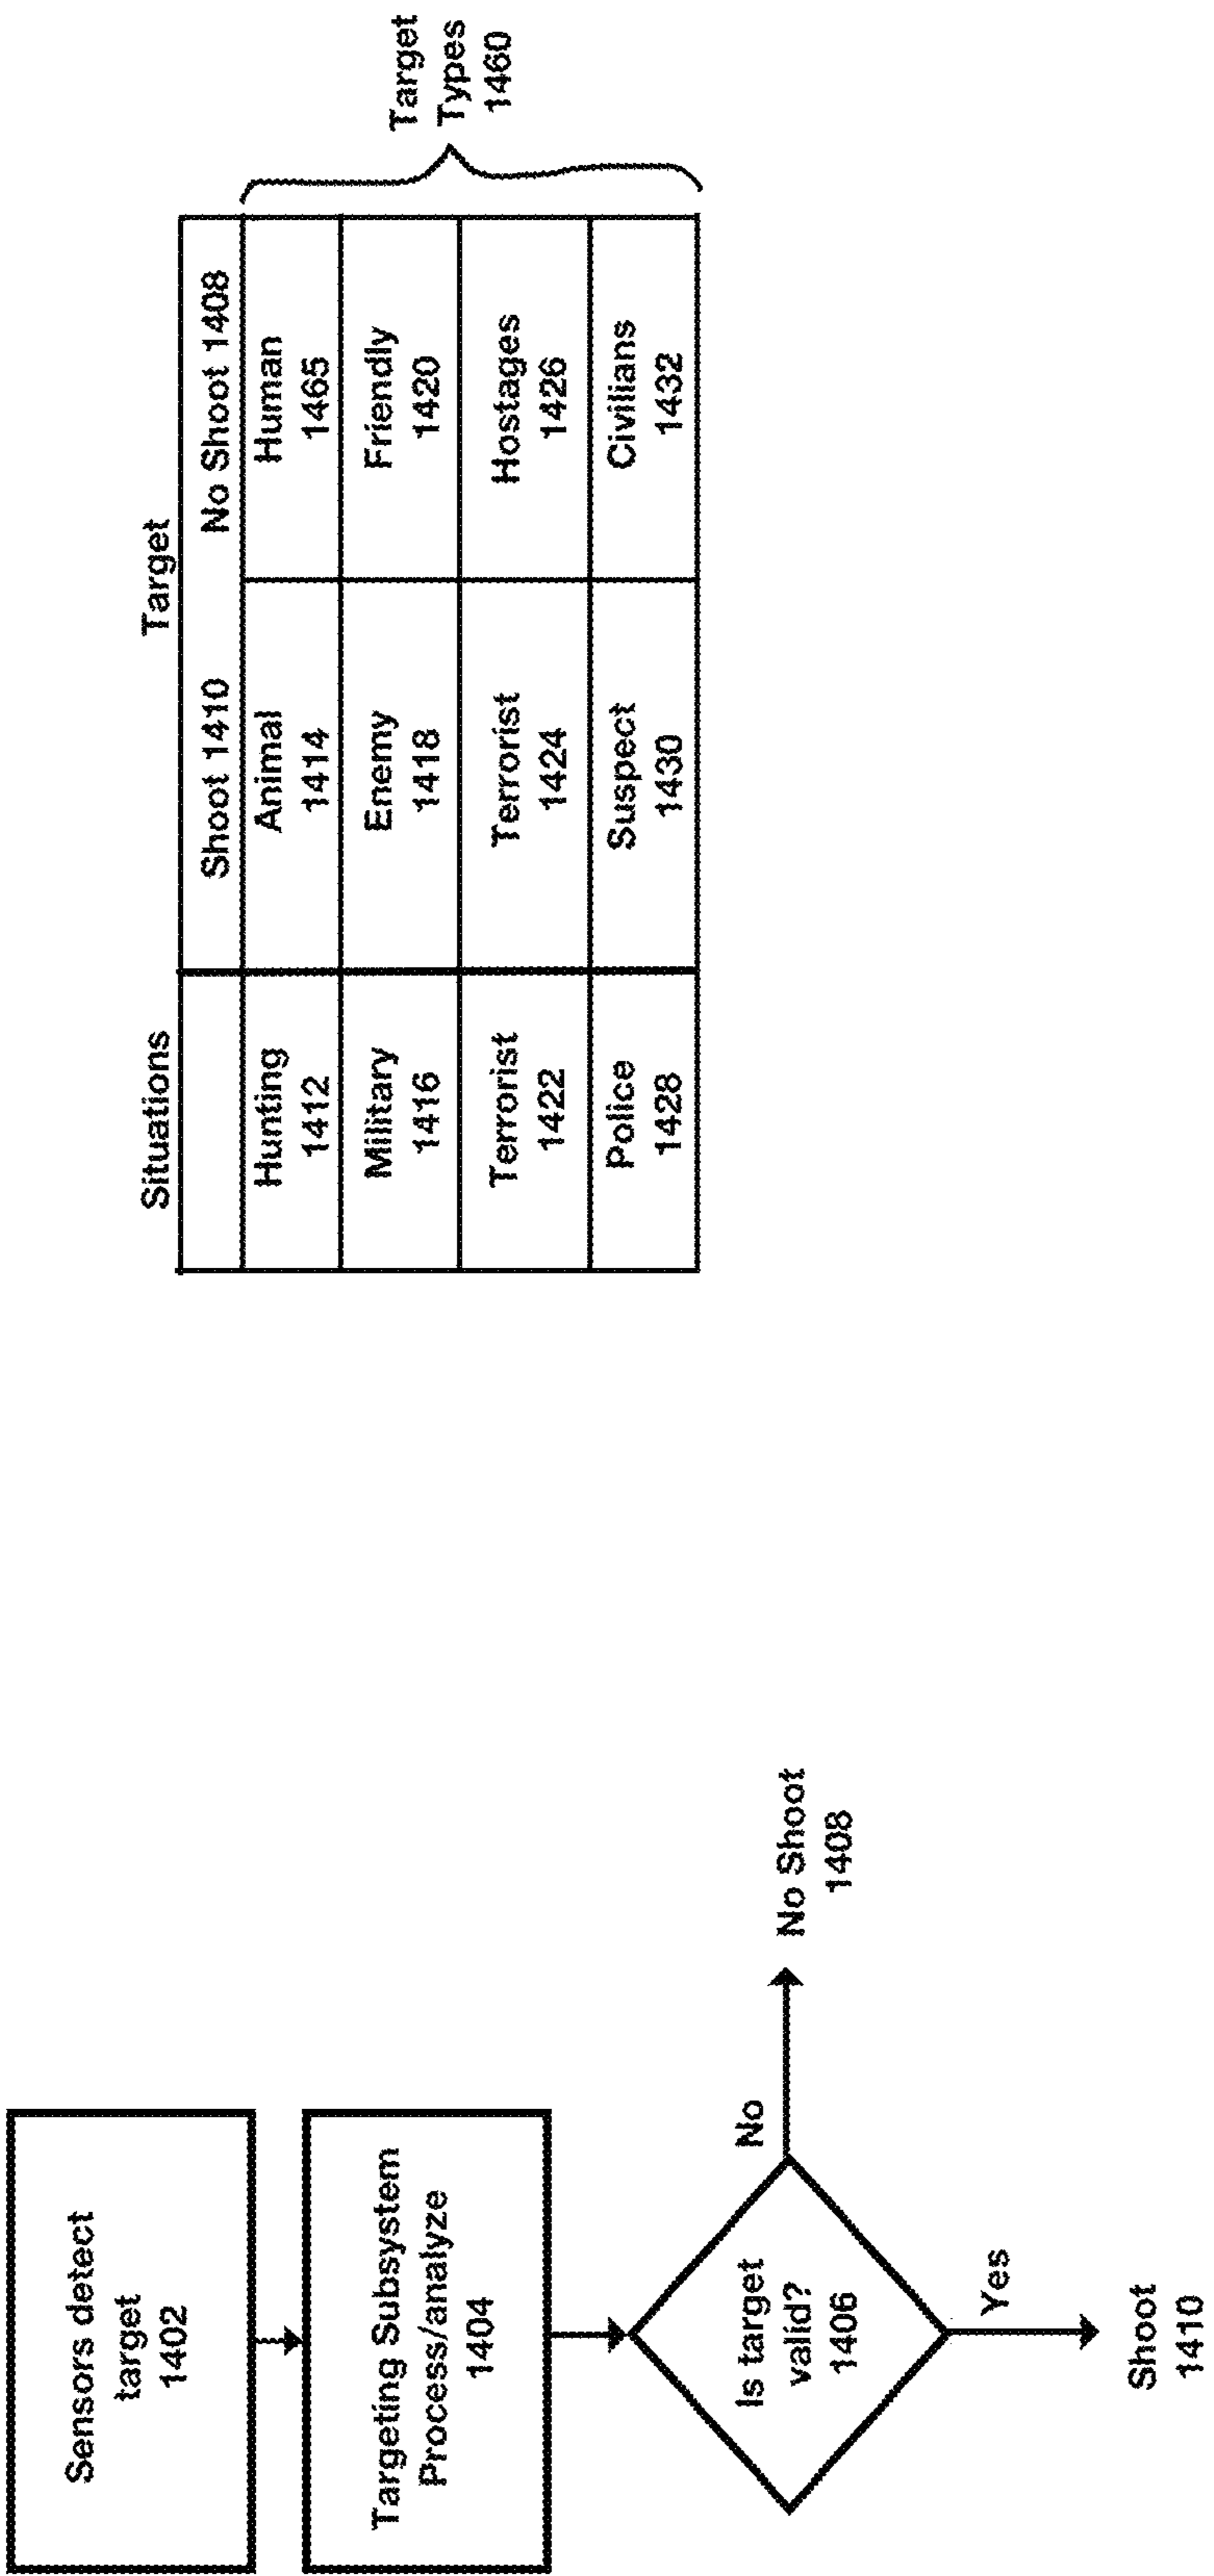 Sensors detect
target
1402
Targeting Subsystem
Process/analyze
1404
Is target
valid?
1406
No
No Shoot
1408
Yes
Shoot
1410
Situations
Target
Shoot 1410
No Shoot 1408
Hunting
1412
Animal
1414
Human
1465
Military
1416
Enemy
1418
Friendly
1420
Terrorist
1422
Terrorist
1424
Hostages
1426
Police
1428
Suspect
1430
Civilians
1432
Target
Types
1460